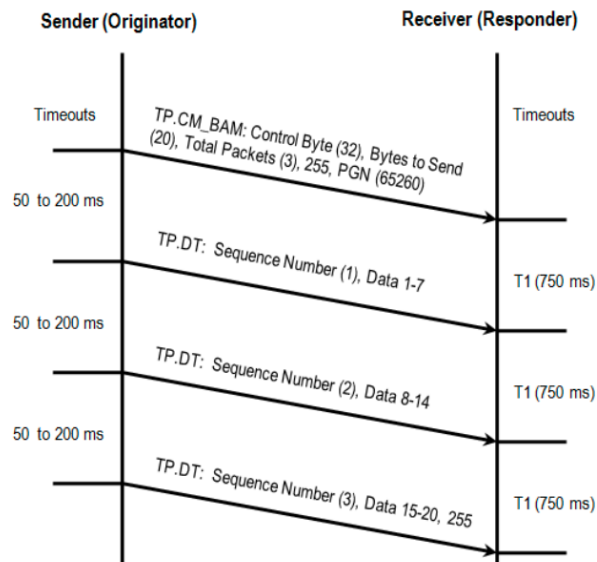 Sender (Originator)
Receiver (Responder)
Timeouts
Timeouts
TP.CM_BAM: Control Byte (32), Bytes to Send
(20), Total Packets (3), 255, PGN (65260)
50 to 200 ms
TP.DT: Sequence Number (1), Data 1-7
T1 (750 ms)
50 to 200 ms
TP.DT: Sequence Number (2), Data 8-14
T1 (750 ms)
50 to 200 ms
TP.DT: Sequence Number (3), Data 15-20, 255
T1 (750 ms)